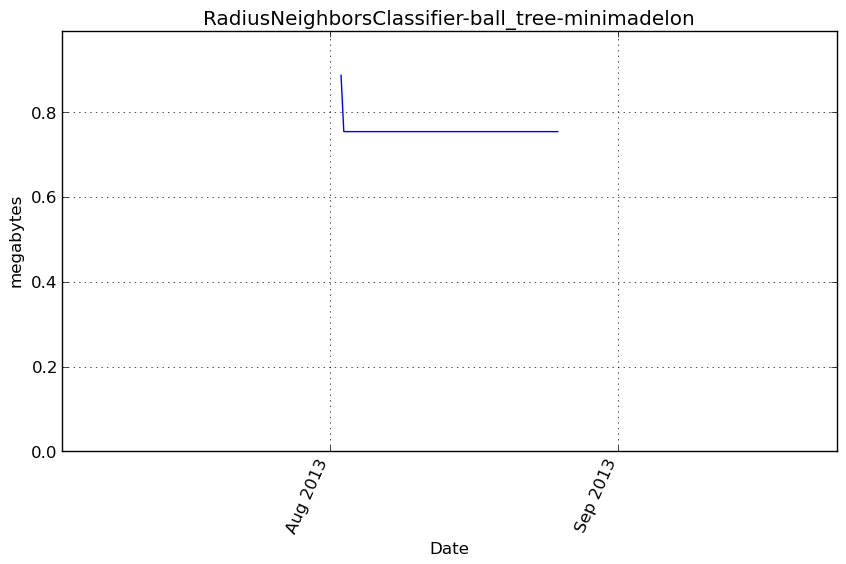 RadiusNeighborsClassifier-ball_tree-minimadelon
megabytes
0.8
0.6
0.4
0.2
0.0
Aug 2013
Sep 2013
Date